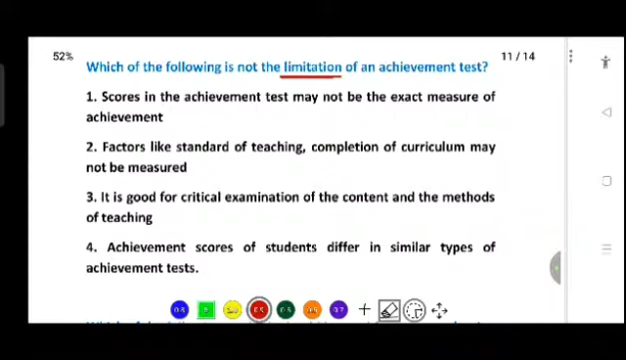 52%
11 / 14
Which of the following is not the limitation of an achievement test?
1. Scores in the achievement test may not be the exact measure of
achievement
2. Factors like standard of teaching, completion of curriculum may
not be measured
3. It is good for critical examination of the content and the methods
of teaching
4. Achievement scores of students differ in similar types of
achievement tests.